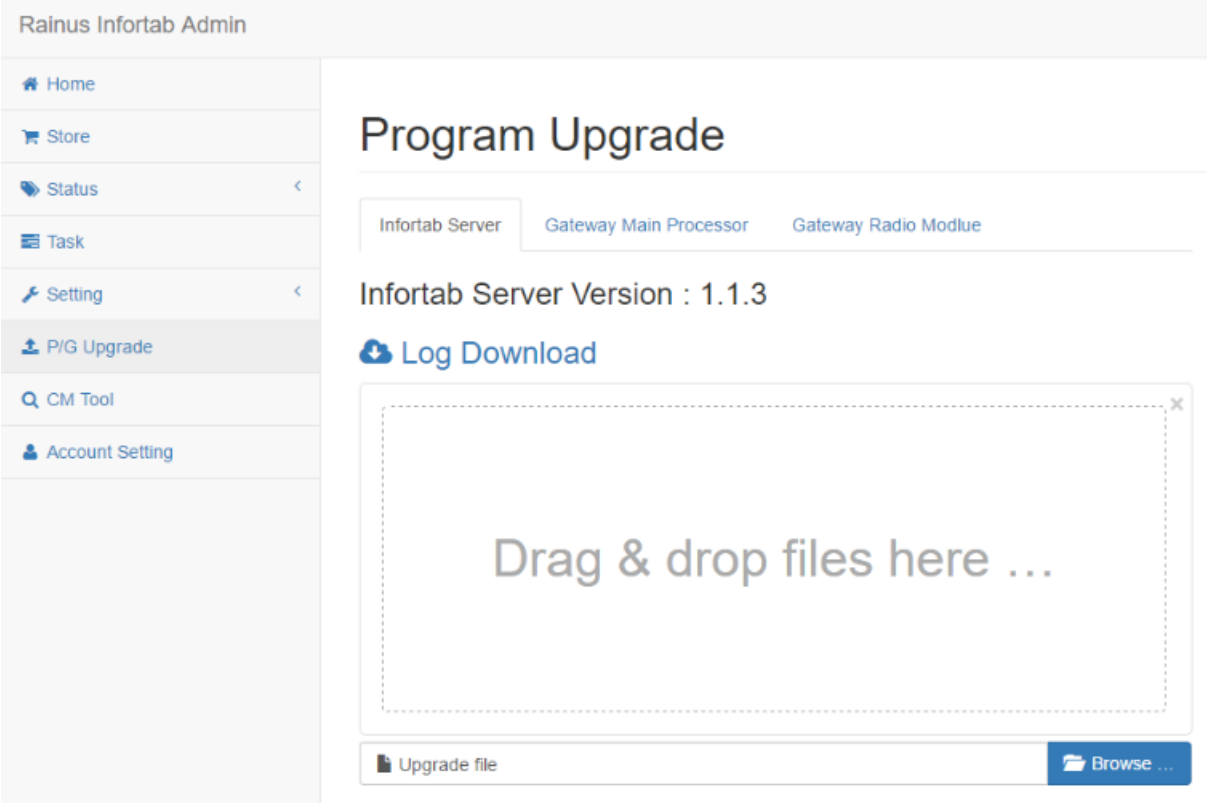 Rainus Infortab Admin
Home
Store
Status
Task
Setting
P/G Upgrade
CM Tool
Account Setting
Program Upgrade
Infortab Server
Gateway Main Processor
Gateway Radio Modlue
Infortab Server Version : 1.1.3
Log Download
×
Drag & drop files here …
Upgrade file
Browse ...